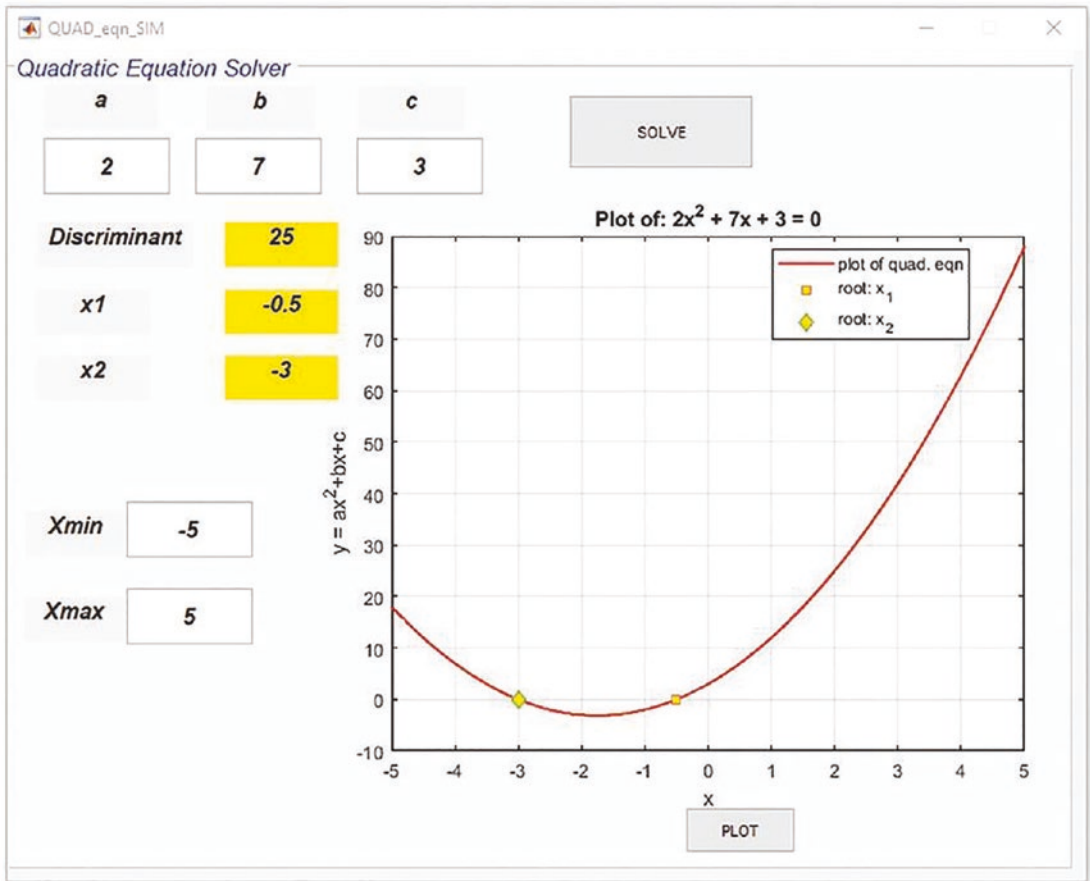 QUAD_eqn_SIM
Quadratic Equation Solver
a b c
2 7 3
SOLVE
Discriminant 25
x1 -0.5
x2 -3
Xmin -5
Xmax 5
Plot of: 2x² + 7x + 3 = 0
plot of quad. eqn
root: x₁
root: x₂
y = ax²+bx+c
90
80
70
60
50
40
30
20
10
0
-10
-5 -4 -3 -2 -1 0 1 2 3 4 5
x
PLOT